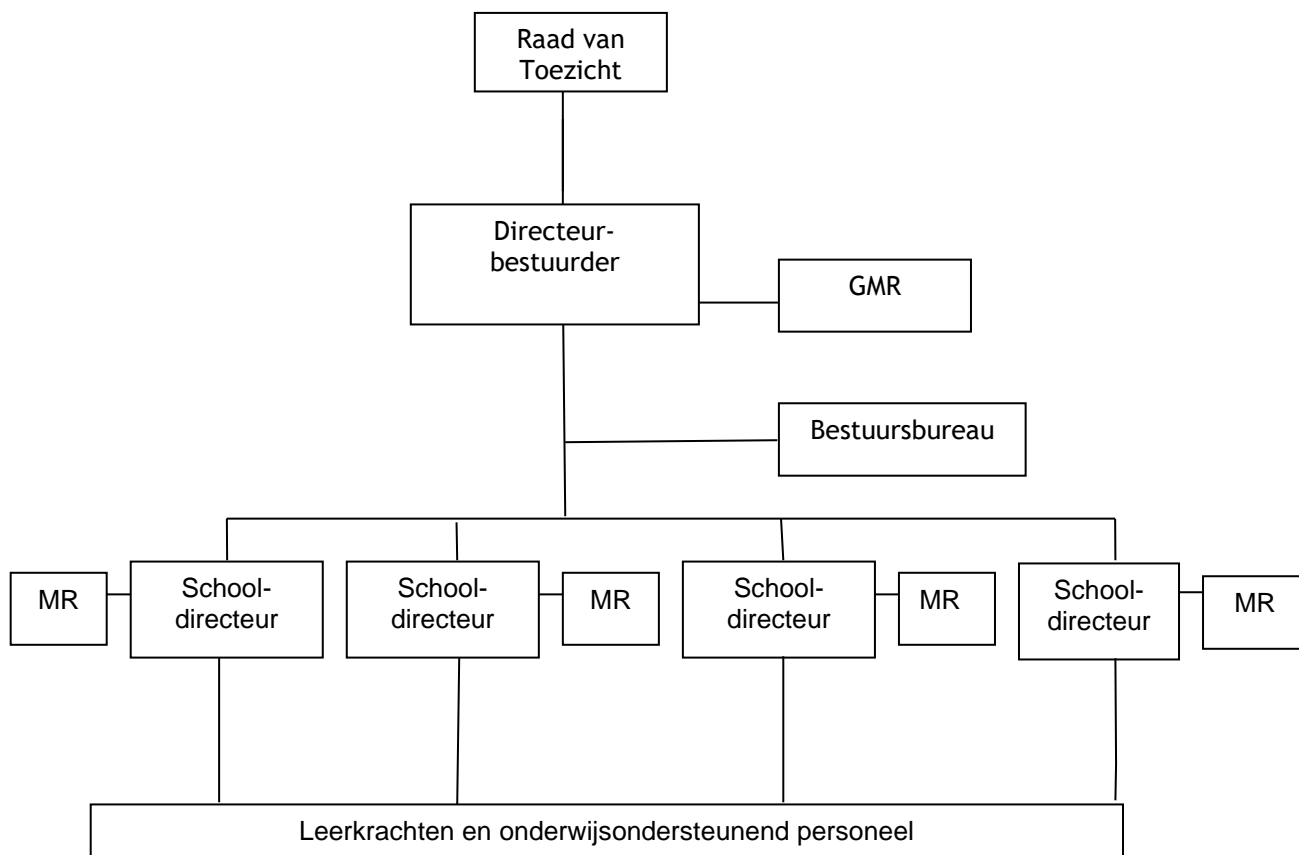 Raad van
Toezicht
Directeur-
bestuurder
GMR
Bestuursbureau
MR
School-
directeur
School-
directeur
MR
School-
directeur
MR
School-
directeur
MR
Leerkrachten en onderwijsondersteunend personeel